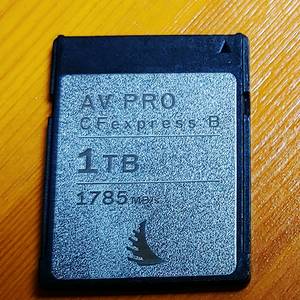 AV PRO
CFexpress B
1TB
1785 MB/s